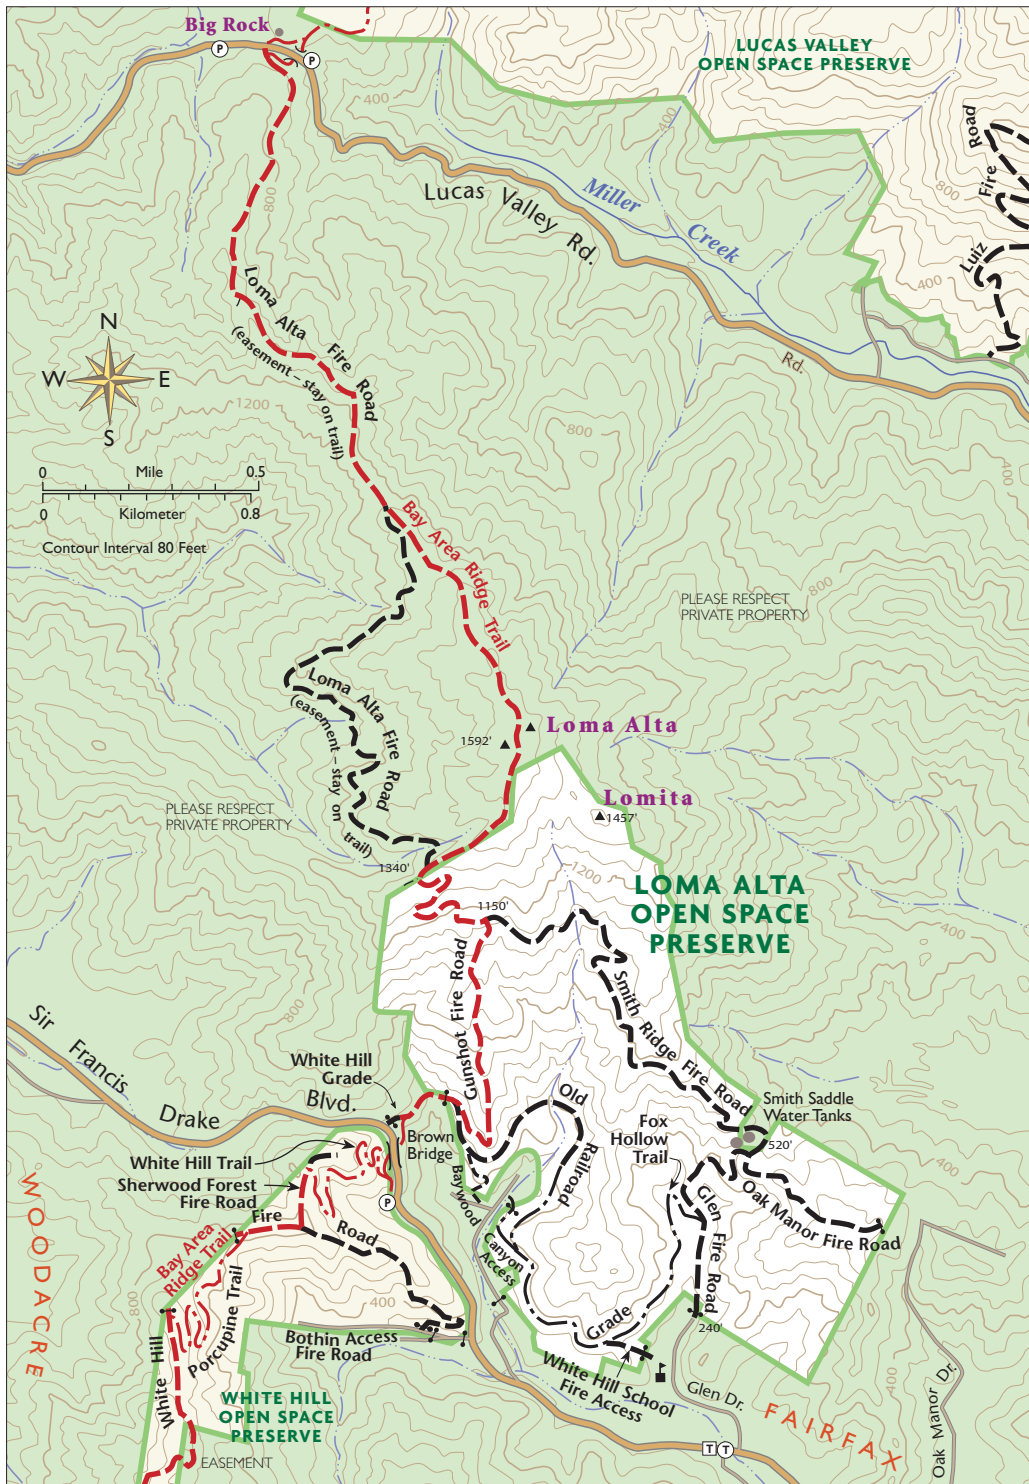 Big Rock
P
P
LUCAS VALLEY
OPEN SPACE PRESERVE
400
400
800
800
Road
Fire
Luiz
400
Lucas Valley Rd.
Miller
Creek
Rd.
Loma Alta Fire Road
(easement – stay on trail)
N
W
E
S
1200
800
400
0
Mile
0.5
0
Kilometer
0.8
Contour Interval 80 Feet
Bay Area Ridge Trail
800
PLEASE RESPECT
PRIVATE PROPERTY
Loma Alta Fire Road
(easement – stay on trail)
Loma Alta
1592'
Lomita
1457'
PLEASE RESPECT
PRIVATE PROPERTY
1340'
1200
LOMA ALTA
OPEN SPACE
PRESERVE
1150'
400
800
Gunshot Fire Road
Smith Ridge Fire Road
Sir Francis Drake Blvd.
White Hill
Grade
Old Railroad Grade
Smith Saddle
Water Tanks
520'
Fox
Hollow
Trail
Brown
Bridge
White Hill Trail
Sherwood Forest
Fire Road
Baywood
Canyon
Access
400
Glen Fire Road
Oak Manor Fire Road
P
Fire Road
Bay Area
Ridge Trail
WOODACRE
800
Porcupine Trail
400
240'
Bothin Access
Fire Road
White Hill
White Hill School
Fire Access
Glen Dr.
400
Oak Manor Dr.
WHITE HILL
OPEN SPACE
PRESERVE
FAIRFAX
T
T
EASEMENT